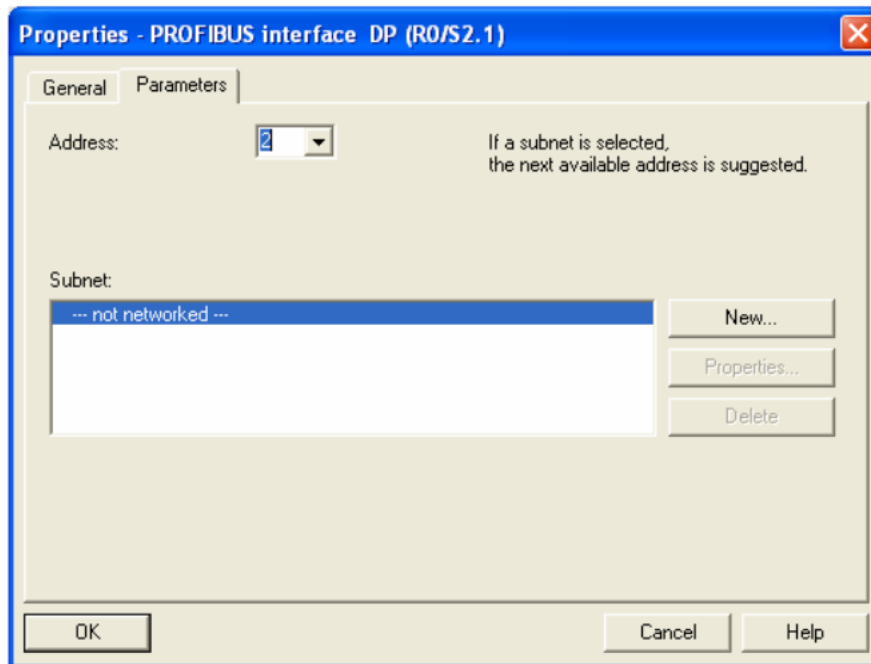 Properties - PROFIBUS interface DP (R0/S2.1)
General
Parameters
Address:
2
If a subnet is selected,
the next available address is suggested.
Subnet:
--- not networked ---
New...
Properties...
Delete
OK
Cancel
Help